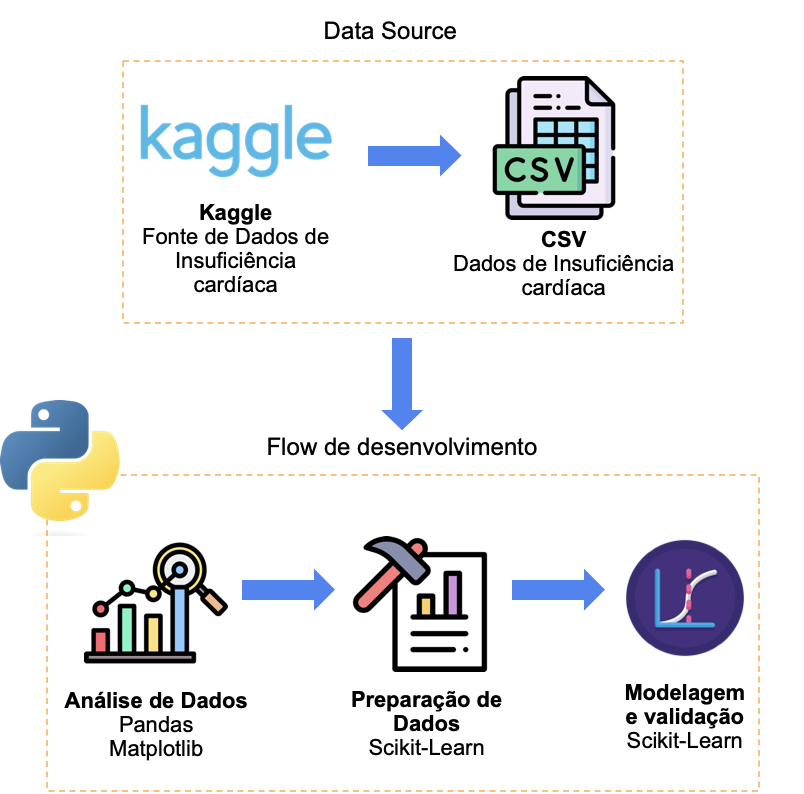 Data Source
kaggle
Kaggle
Fonte de Dados de
Insuficiência
cardíaca
CSV
CSV
Dados de Insuficiência
cardíaca
Flow de desenvolvimento
Análise de Dados
Pandas
Matplotlib
Preparação de
Dados
Scikit-Learn
Modelagem
e validação
Scikit-Learn